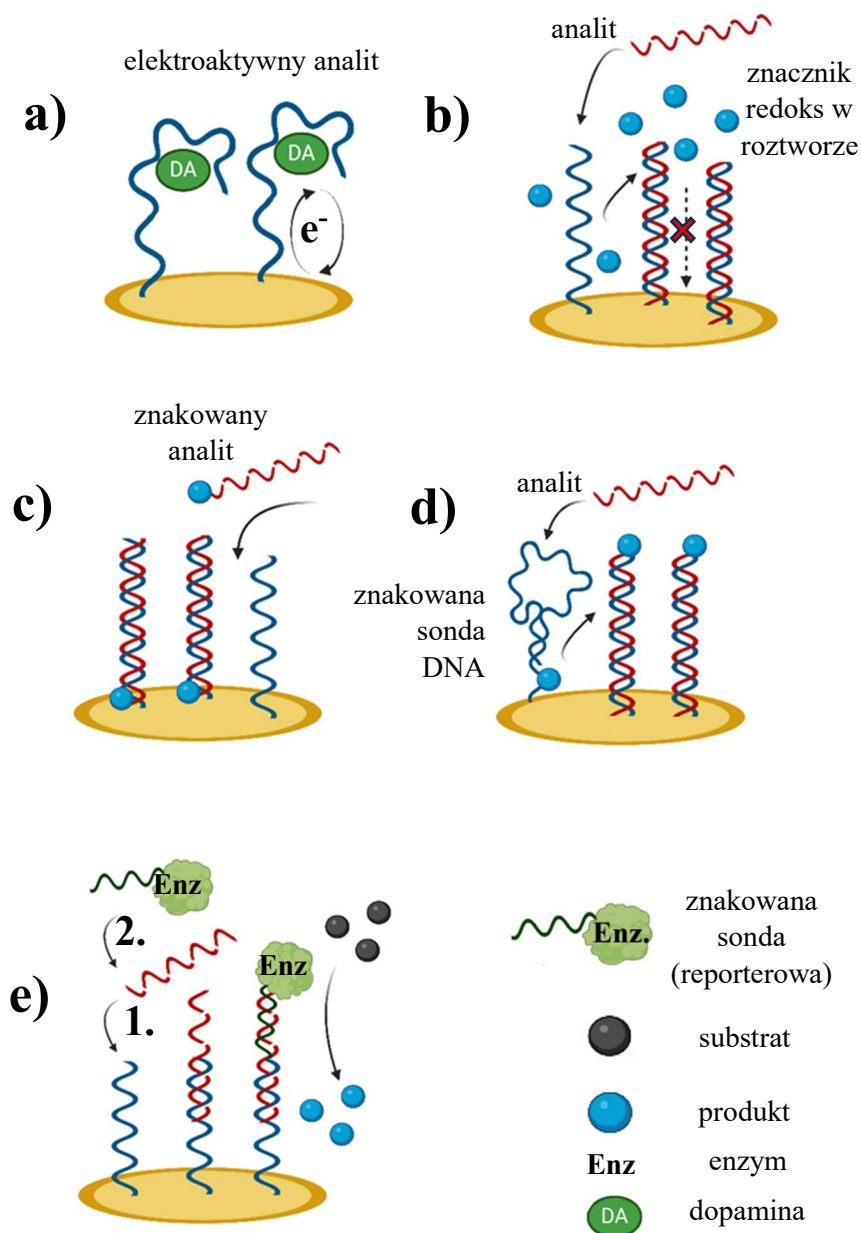 elektroaktywny analit
a)
DA
DA
e-
analit
b)
znacznik
redoks w
roztworze
znakowany
analit
c)
analit
d)
znakowana
sonda
DNA
Enz
2.
Enz
e)
1.
Enz.
znakowana
sonda
(reporterowa)
substrat
produkt
Enz
enzym
DA
dopamina